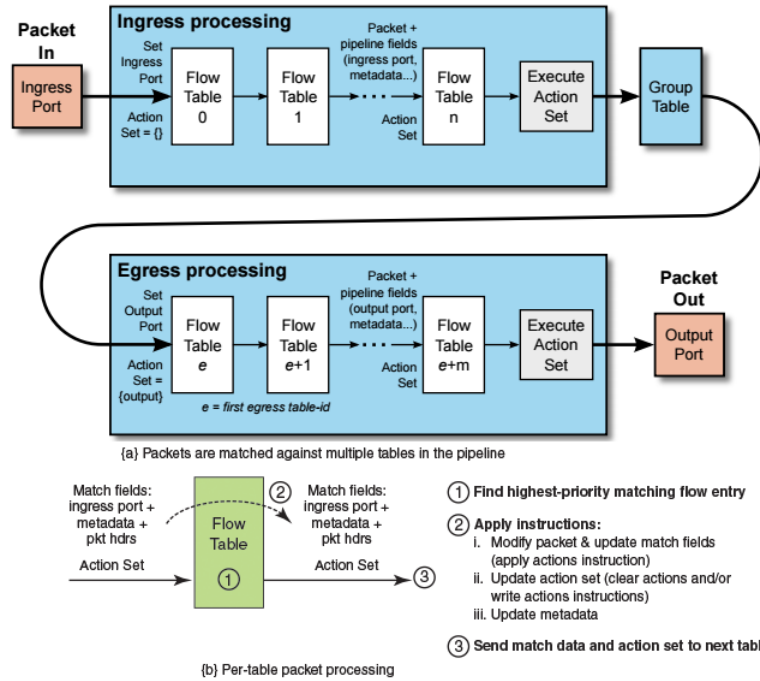 Ingress processing
Packet
In
Ingress
Port
Set
Ingress
Port
Action
Set = {}
Flow
Table
0
Flow
Table
1
Packet +
pipeline fields
(ingress port,
metadata...)
Action
Set
Flow
Table
n
Execute
Action
Set
Group
Table
Egress processing
Set
Output
Port
Action
Set =
{output}
Flow
Table
e
Flow
Table
e+1
e = first egress table-id
Packet +
pipeline fields
(output port,
metadata...)
Action
Set
Flow
Table
e+m
Execute
Action
Set
Packet
Out
Output
Port
{a} Packets are matched against multiple tables in the pipeline
Match fields:
ingress port +
metadata +
pkt hdrs
Action Set
Flow
Table
1
2
Match fields:
ingress port +
metadata +
pkt hdrs
Action Set
3
1 Find highest-priority matching flow entry
2 Apply instructions:
i. Modify packet & update match fields
(apply actions instruction)
ii. Update action set (clear actions and/or
write actions instructions)
iii. Update metadata
3 Send match data and action set to next tabl
{b} Per-table packet processing